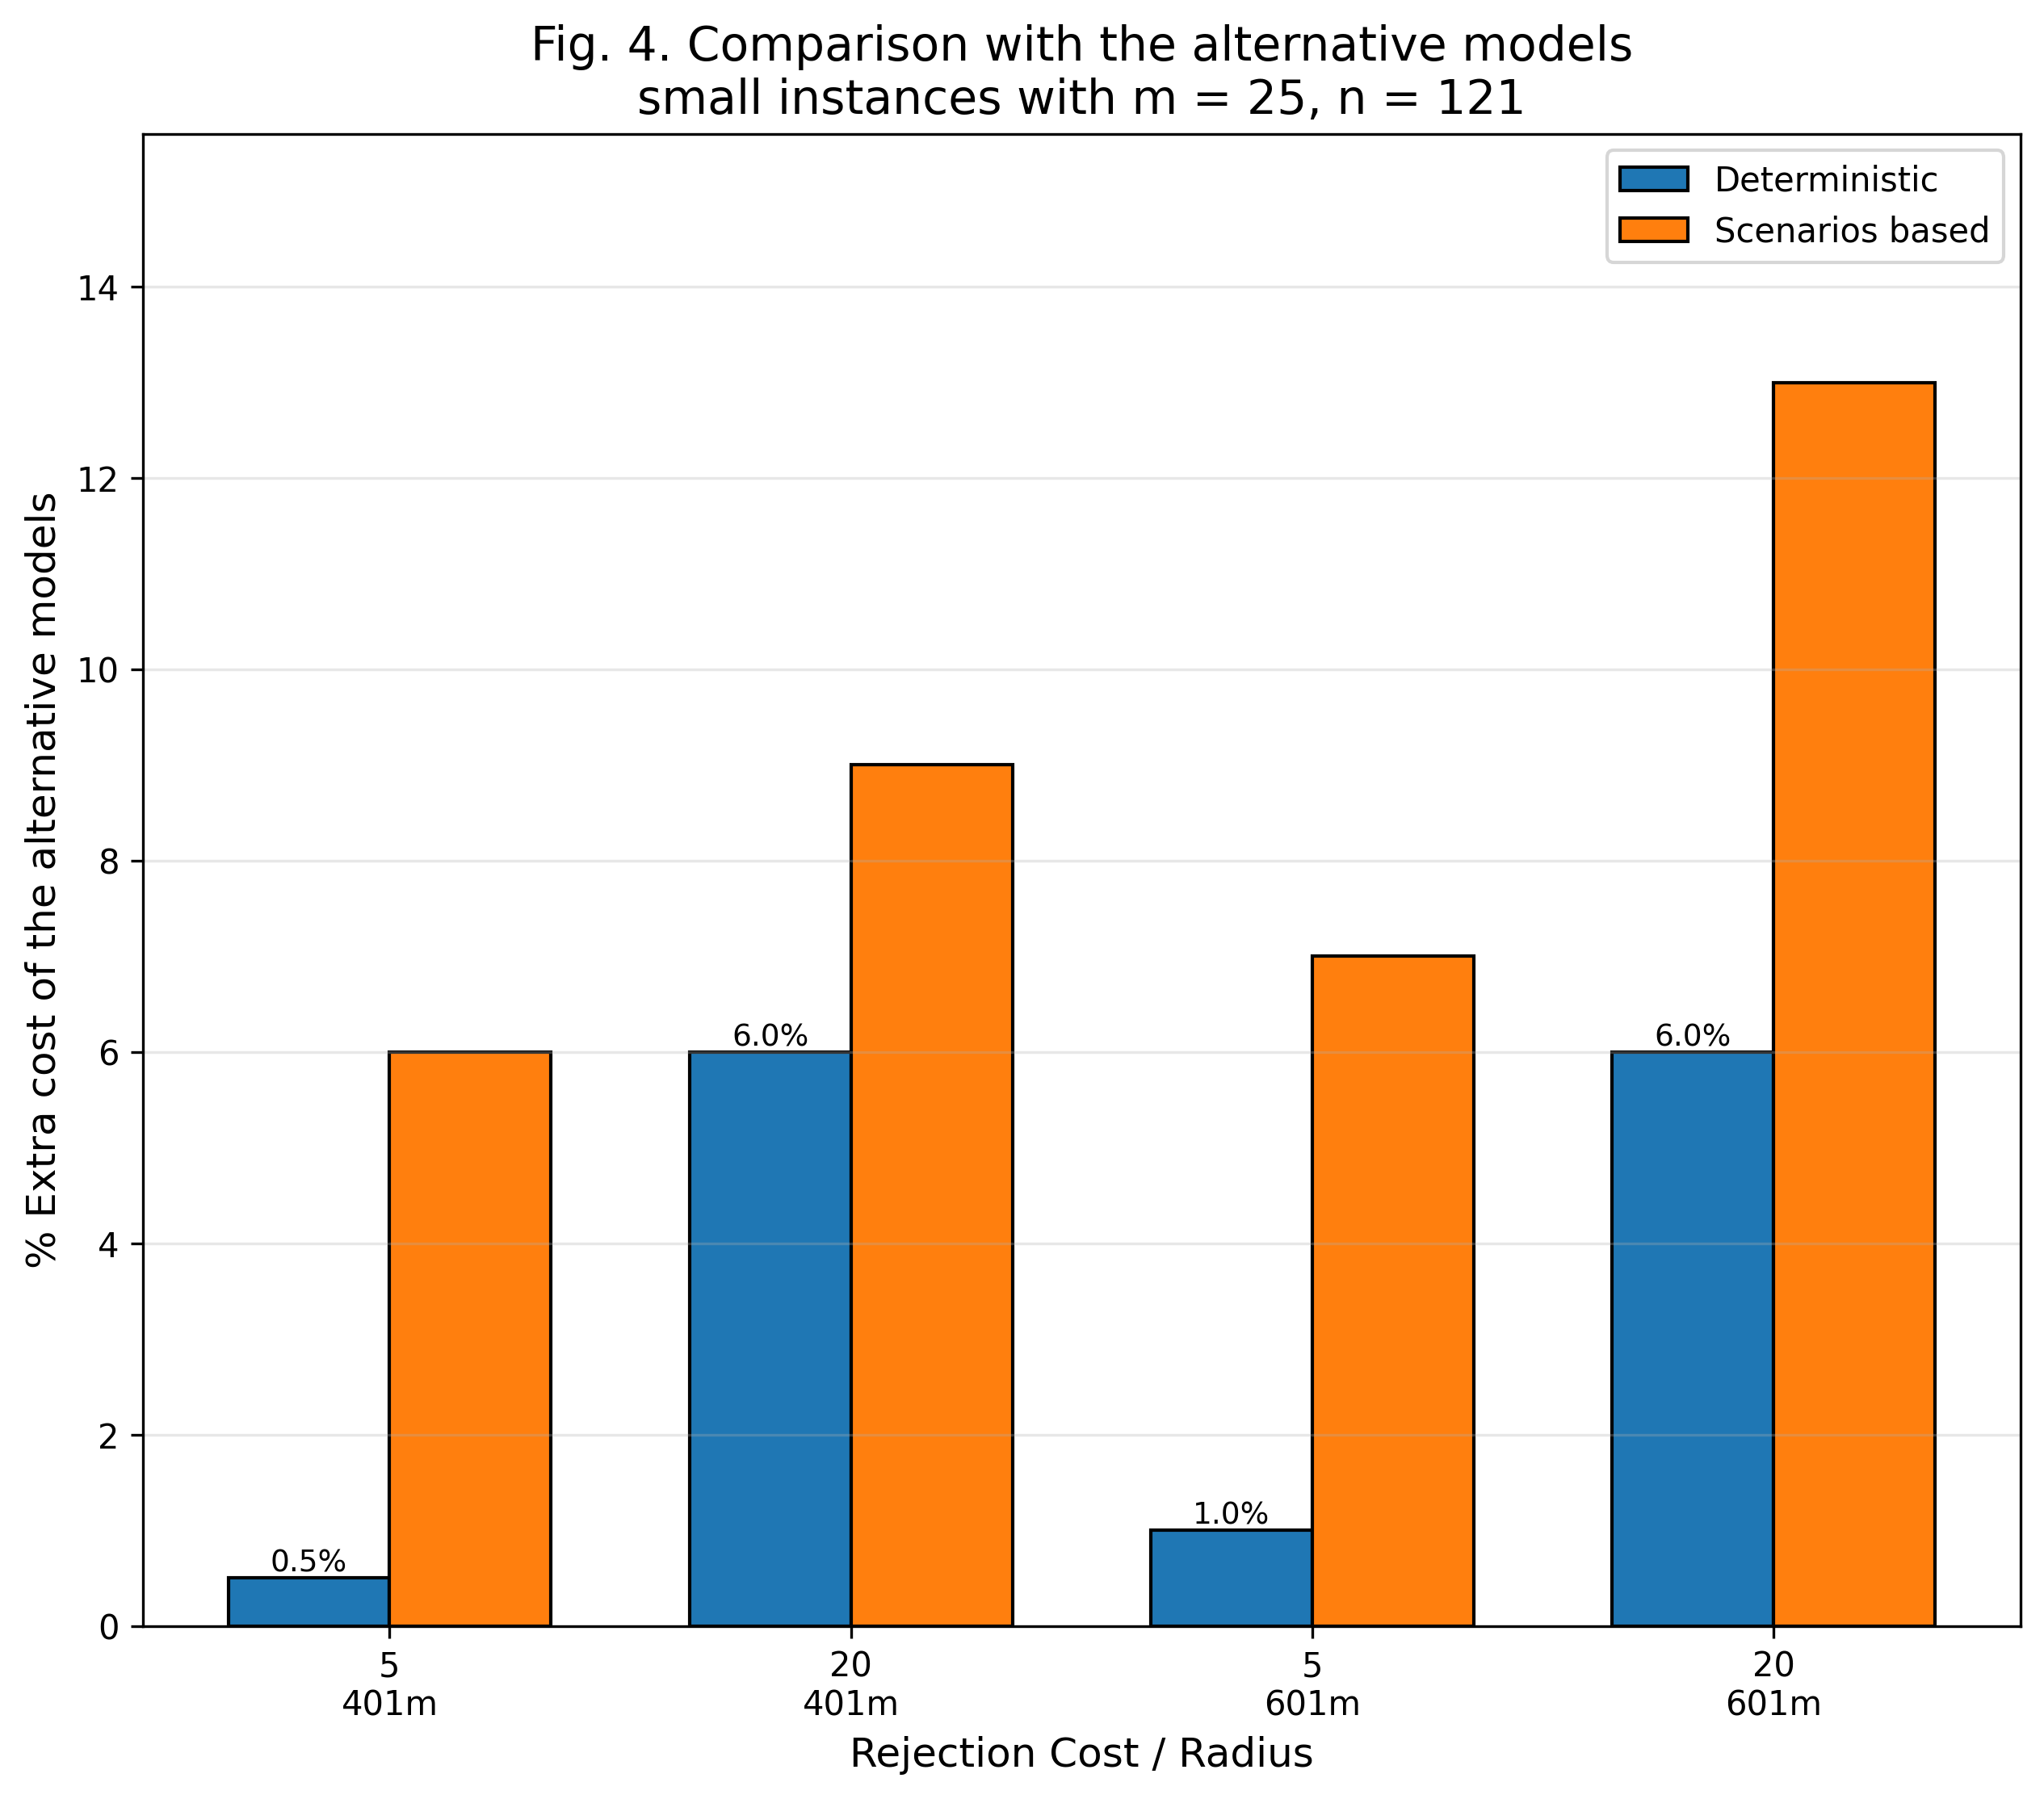 Fig. 4. Comparison with the alternative models
small instances with m = 25, n = 121
Deterministic
Scenarios based
% Extra cost of the alternative models
14
12
10
8
6
4
2
0
0.5%
6.0%
1.0%
6.0%
5
401m
20
401m
5
601m
20
601m
Rejection Cost / Radius